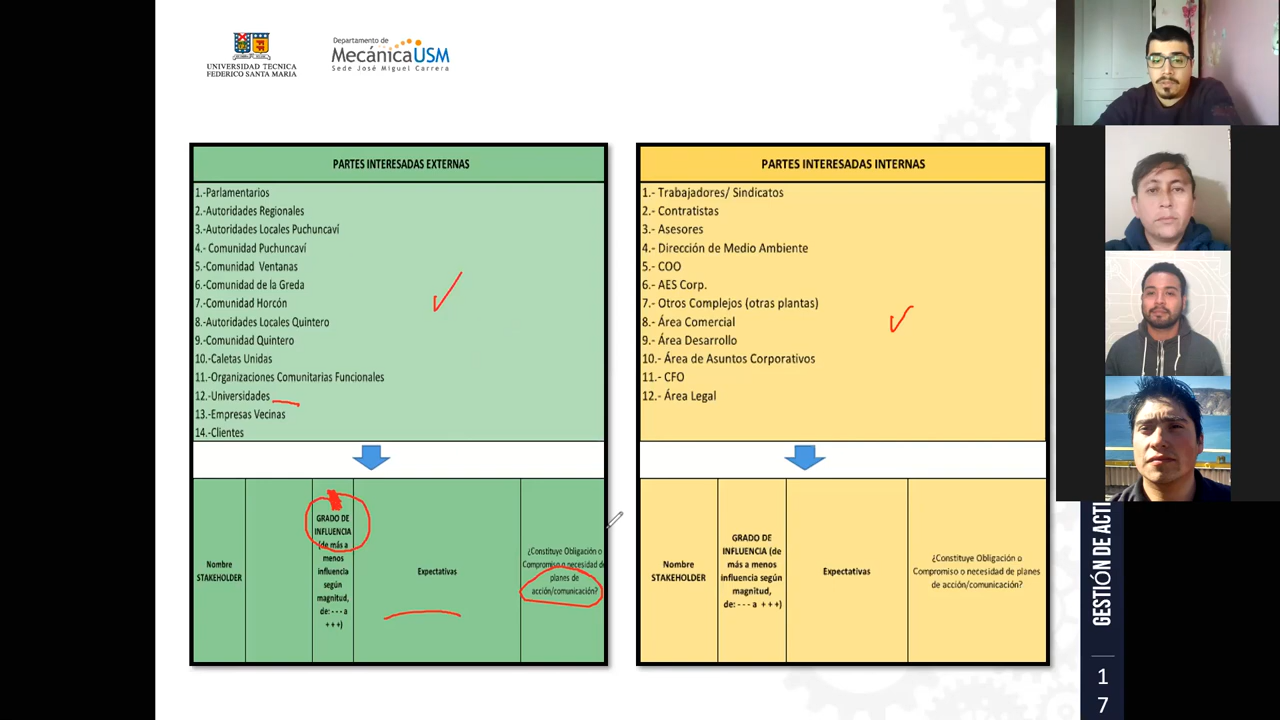 UNIVERSIDAD TECNICA
FEDERICO SANTA MARIA
Departamento de
MecánicaUSM
Sede José Miguel Carrera
PARTES INTERESADAS EXTERNAS
1.-Parlamentarios
2.-Autoridades Regionales
3.-Autoridades Locales Puchuncaví
4.- Comunidad Puchuncaví
5.-Comunidad Ventanas
6.-Comunidad de la Greda
7.-Comunidad Horcón
8.-Autoridades Locales Quintero
9.-Comunidad Quintero
10.-Caletas Unidas
11.-Organizaciones Comunitarias Funcionales
12.-Universidades
13.-Empresas Vecinas
14.-Clientes
Nombre
STAKEHOLDER
GRADO DE
INFLUENCIA
(de más a
menos
influencia
según
magnitud,
de: - - - a
+ + +)
Expectativas
¿Constituye Obligación o
Compromiso o necesidad de
planes de
acción/comunicación?
PARTES INTERESADAS INTERNAS
1.- Trabajadores/ Sindicatos
2.- Contratistas
3.- Asesores
4.- Dirección de Medio Ambiente
5.- COO
6.- AES Corp.
7.- Otros Complejos (otras plantas)
8.- Área Comercial
9.- Área Desarrollo
10.- Área de Asuntos Corporativos
11.- CFO
12.- Área Legal
Nombre
STAKEHOLDER
GRADO DE
INFLUENCIA (de
más a menos
influencia según
magnitud,
de: - - - a + + +)
Expectativas
¿Constituye Obligación o
Compromiso o necesidad de planes
de acción/comunicación?
GESTIÓN DE ACTI
1
7